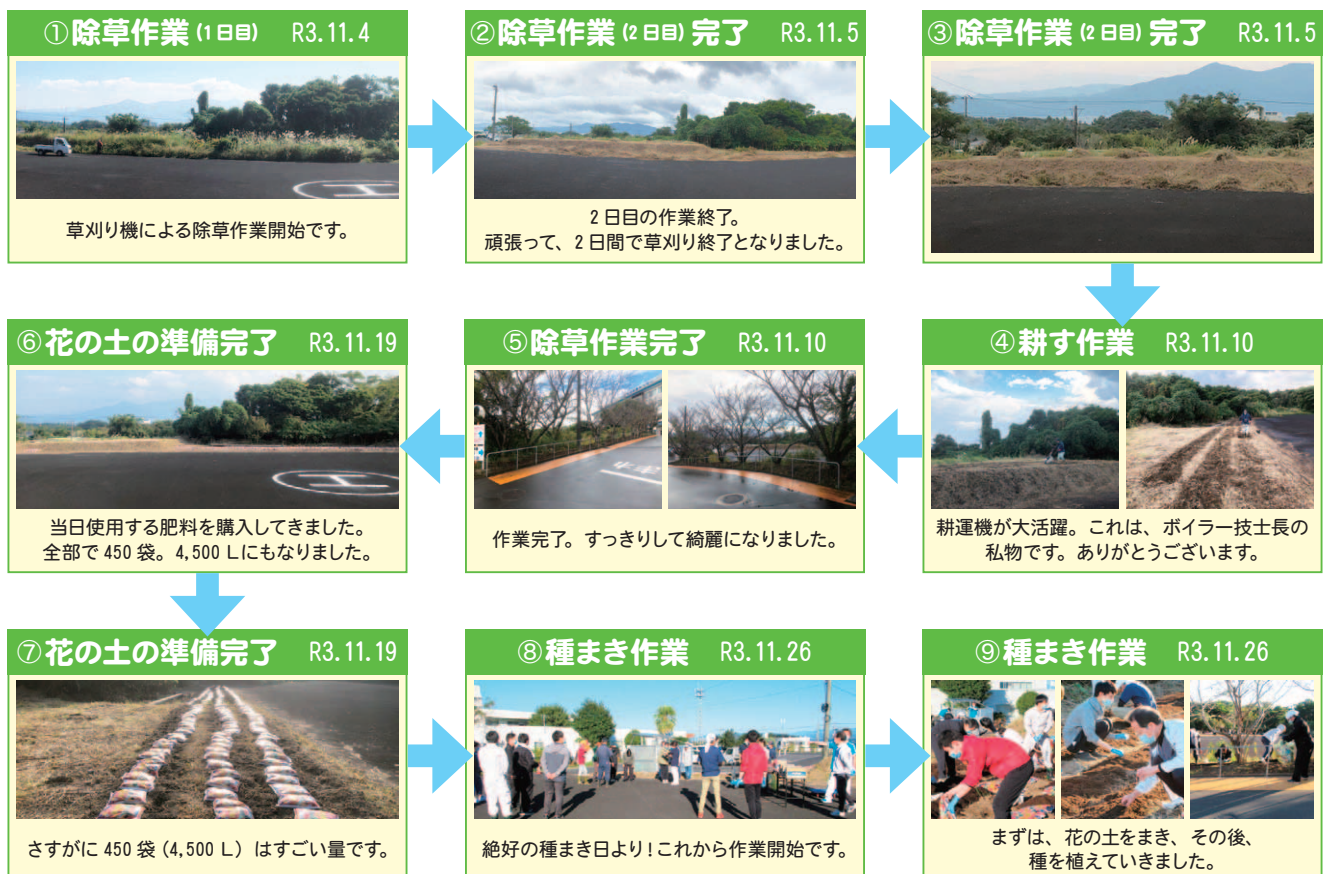 ①除草作業(1日目) R3.11.4
草刈り機による除草作業開始です。
②除草作業(2日目)完了 R3.11.5
2日目の作業終了。
頑張って、2日間で草刈り終了となりました。
③除草作業(2日目)完了 R3.11.5
④耕す作業 R3.11.10
耕運機が大活躍。これは、ボイラー技士長の
私物です。ありがとうございます。
⑤除草作業完了 R3.11.10
作業完了。すっきりして綺麗になりました。
⑥花の土の準備完了 R3.11.19
H
当日使用する肥料を購入してきました。
全部で450袋。4,500Lにもなりました。
⑦花の土の準備完了 R3.11.19
さすがに450袋(4,500L)はすごい量です。
⑧種まき作業 R3.11.26
絶好の種まき日より!これから作業開始です。
⑨種まき作業 R3.11.26
まずは、花の土をまき、その後、
種を植えていきました。